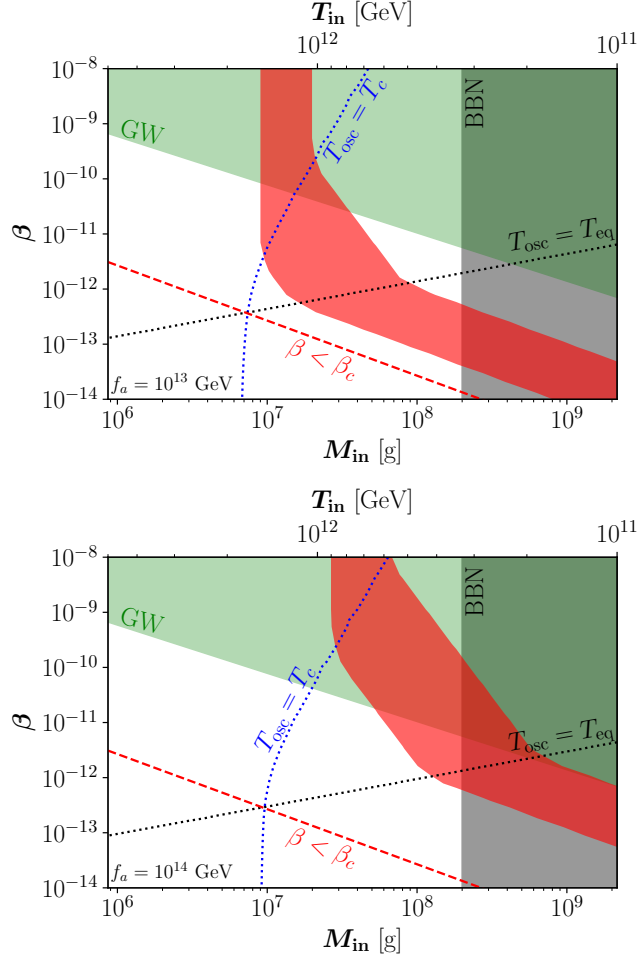 T_in [GeV]
10^12
10^11
10^-8
10^-9
10^-10
10^-11
10^-12
10^-13
10^-14
β
GW
T_osc = T_c
BBN
T_osc = T_eq
β < β_c
f_a = 10^13 GeV
10^6
10^7
10^8
10^9
M_in [g]
T_in [GeV]
10^12
10^11
10^-8
10^-9
10^-10
10^-11
10^-12
10^-13
10^-14
β
GW
T_osc = T_c
BBN
T_osc = T_eq
β < β_c
f_a = 10^14 GeV
10^6
10^7
10^8
10^9
M_in [g]